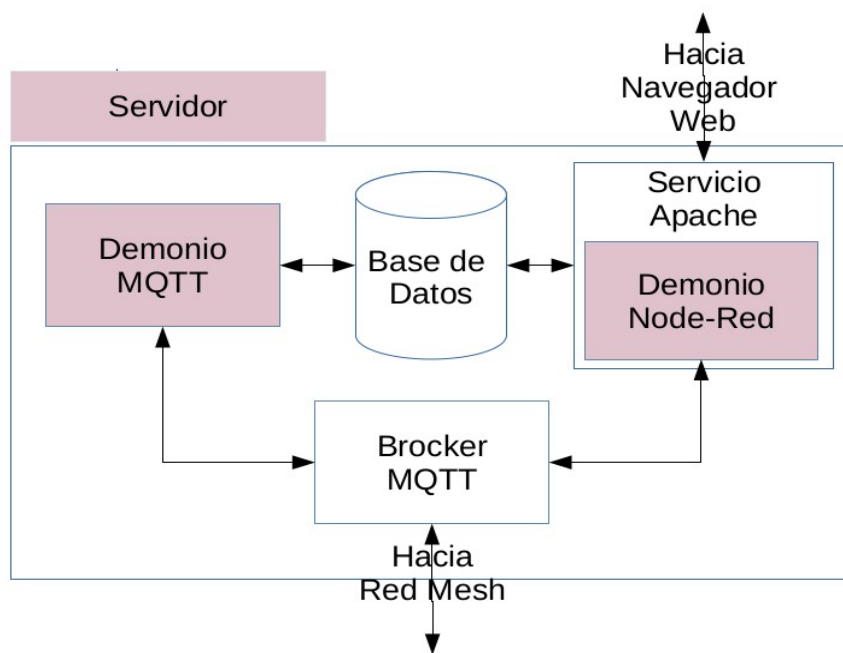 Hacia
Navegador
Web
Servidor
Servicio
Apache
Demonio
MQTT
Base de
Datos
Demonio
Node-Red
Brocker
MQTT
Hacia
Red Mesh